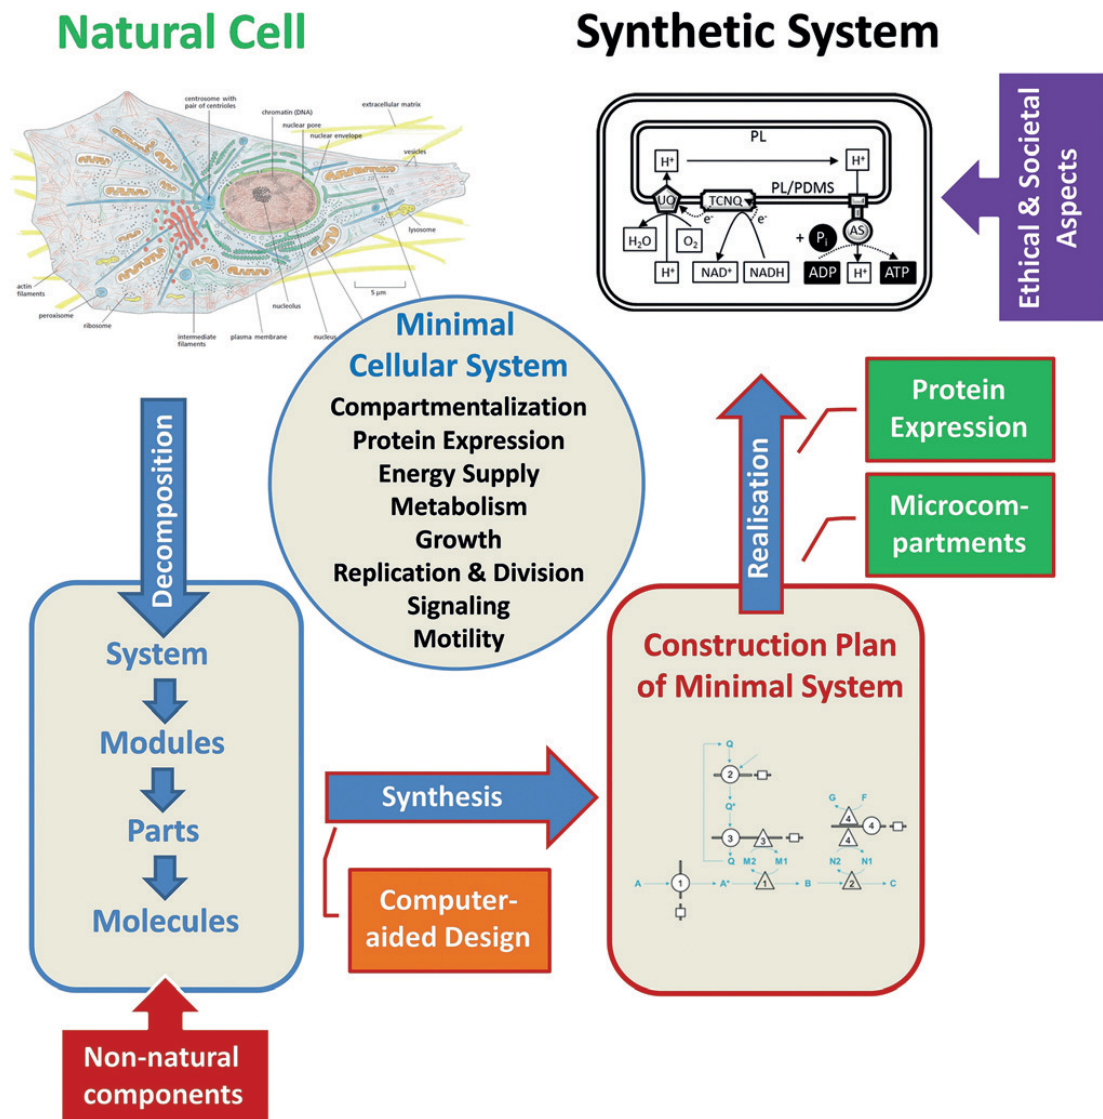 Natural Cell
Synthetic System
centrosome with
pair of centrioles
chromatin (DNA)
nuclear pore
nuclear envelope
extracellular matrix
vesicles
lysosome
actin
filaments
peroxisome
ribosome
intermediate
filaments
plasma membrane
nucleolus
nucleus
5 μm
PL
H⁺
H⁺
PL/PDMS
UQ
TCNQ
e⁻
e⁻
AS
H₂O
O₂
+
Pᵢ
H⁺
NAD⁺
NADH
ADP
H⁺
ATP
Ethical & Societal
Aspects
Minimal
Cellular System
Compartmentalization
Protein Expression
Energy Supply
Metabolism
Growth
Replication & Division
Signaling
Motility
Decomposition
System
Modules
Parts
Molecules
Non-natural
components
Synthesis
Computer-
aided Design
Realisation
Protein
Expression
Microcom-
partments
Construction Plan
of Minimal System
Q
2
Q*
G
F
4
4
4
3
3
Q
M2
M1
N2
N1
A
1
A*
1
B
2
C